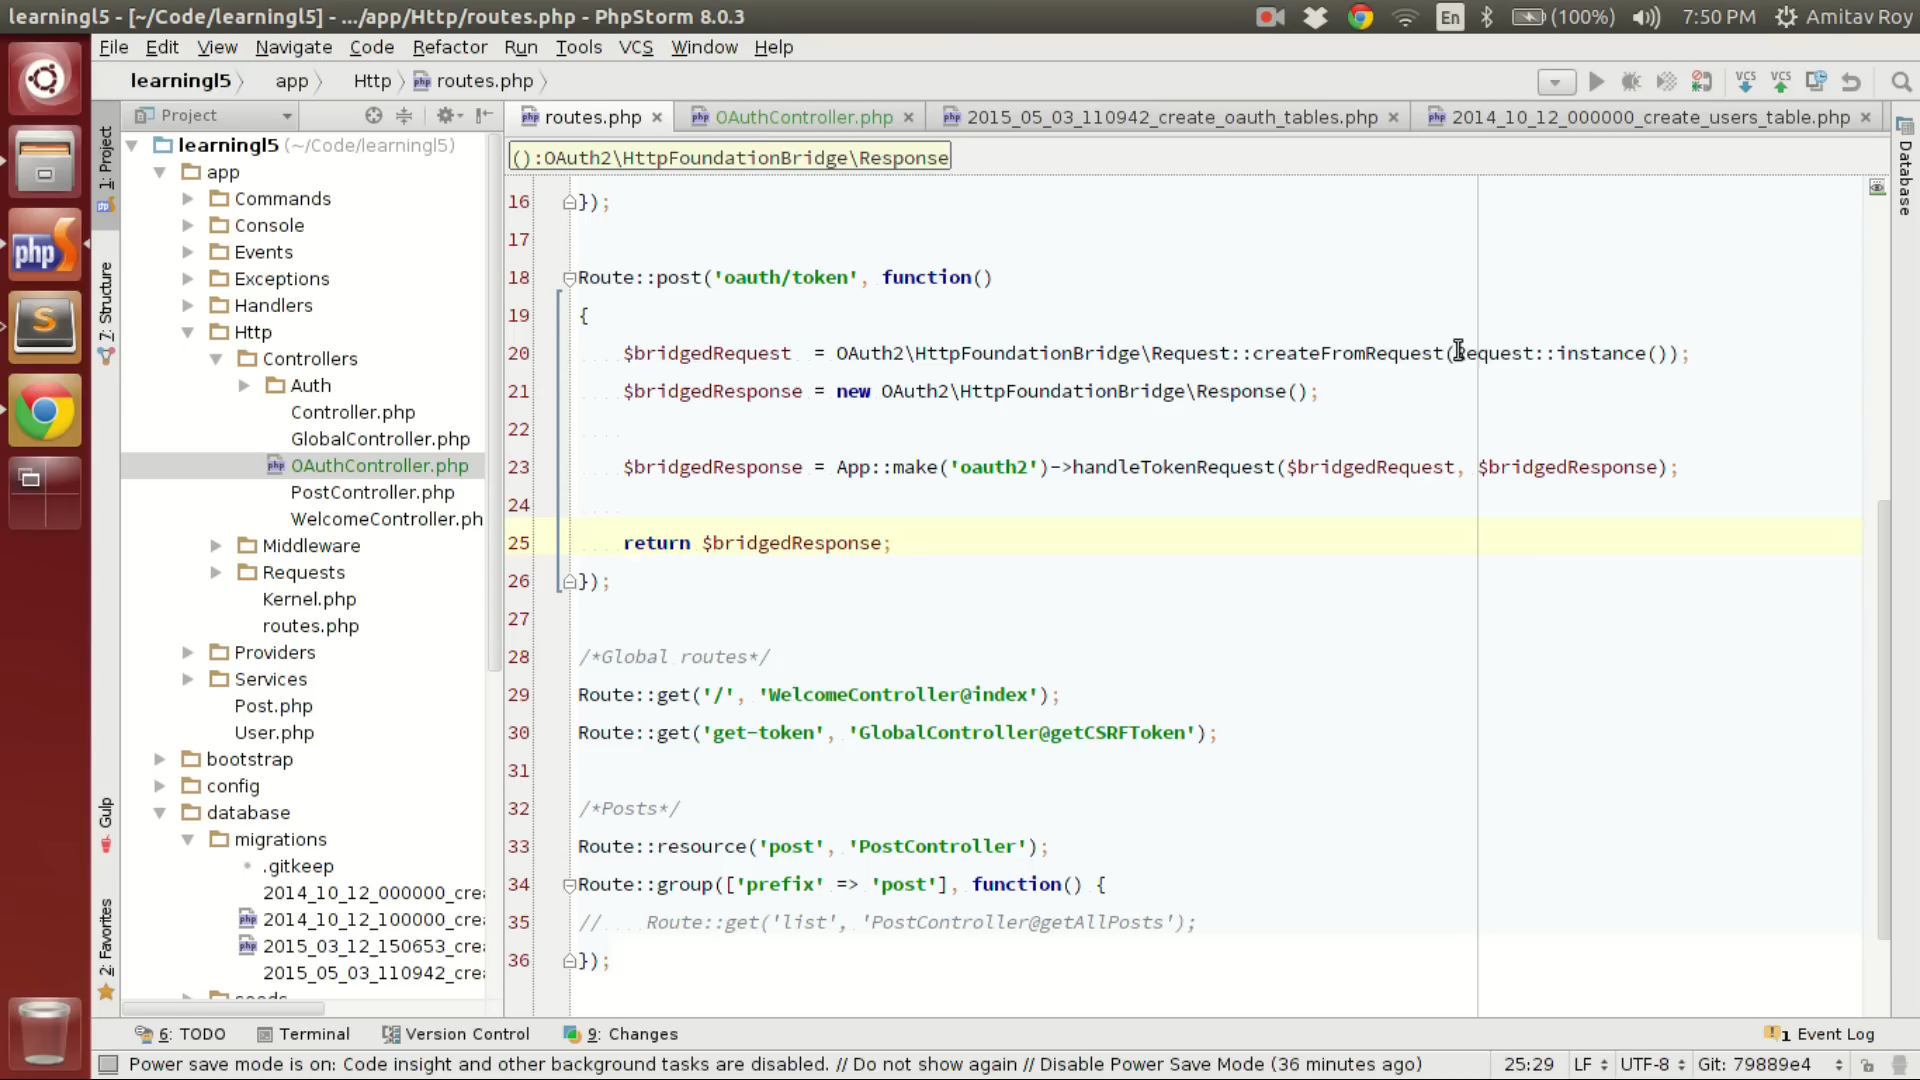 learningl5 - [~/Code/learningl5] - .../app/Http/routes.php - PhpStorm 8.0.3
En (100%) 7:50 PM Amitav Roy
File Edit View Navigate Code Refactor Run Tools VCS Window Help
learningl5 app Http routes.php
VCS VCS
Project
routes.php OAuthController.php 2015_05_03_110942_create_oauth_tables.php 2014_10_12_000000_create_users_table.php
():OAuth2\HttpFoundationBridge\Response
1: Project
7: Structure
Gulp
2: Favorites
php
learningl5 (~/Code/learningl5)
app
Commands
Console
Events
Exceptions
Handlers
Http
Controllers
Auth
Controller.php
GlobalController.php
OAuthController.php
PostController.php
WelcomeController.ph
Middleware
Requests
Kernel.php
routes.php
Providers
Services
Post.php
User.php
bootstrap
config
database
migrations
.gitkeep
2014_10_12_000000_crea
2014_10_12_100000_crea
2015_03_12_150653_crea
2015_05_03_110942_crea
seeds
16 });
17
18 Route::post('oauth/token', function()
19 {
20 $bridgedRequest = OAuth2\HttpFoundationBridge\Request::createFromRequest(Request::instance());
21 $bridgedResponse = new OAuth2\HttpFoundationBridge\Response();
22
23 $bridgedResponse = App::make('oauth2')->handleTokenRequest($bridgedRequest, $bridgedResponse);
24
25 return $bridgedResponse;
26 });
27
28 /*Global routes*/
29 Route::get('/', 'WelcomeController@index');
30 Route::get('get-token', 'GlobalController@getCSRFToken');
31
32 /*Posts*/
33 Route::resource('post', 'PostController');
34 Route::group(['prefix' => 'post'], function() {
35 // Route::get('list', 'PostController@getAllPosts');
36 });
Database
6: TODO Terminal Version Control 9: Changes 1 Event Log
Power save mode is on: Code insight and other background tasks are disabled. // Do not show again // Disable Power Save Mode (36 minutes ago) 25:29 LF UTF-8 Git: 79889e4